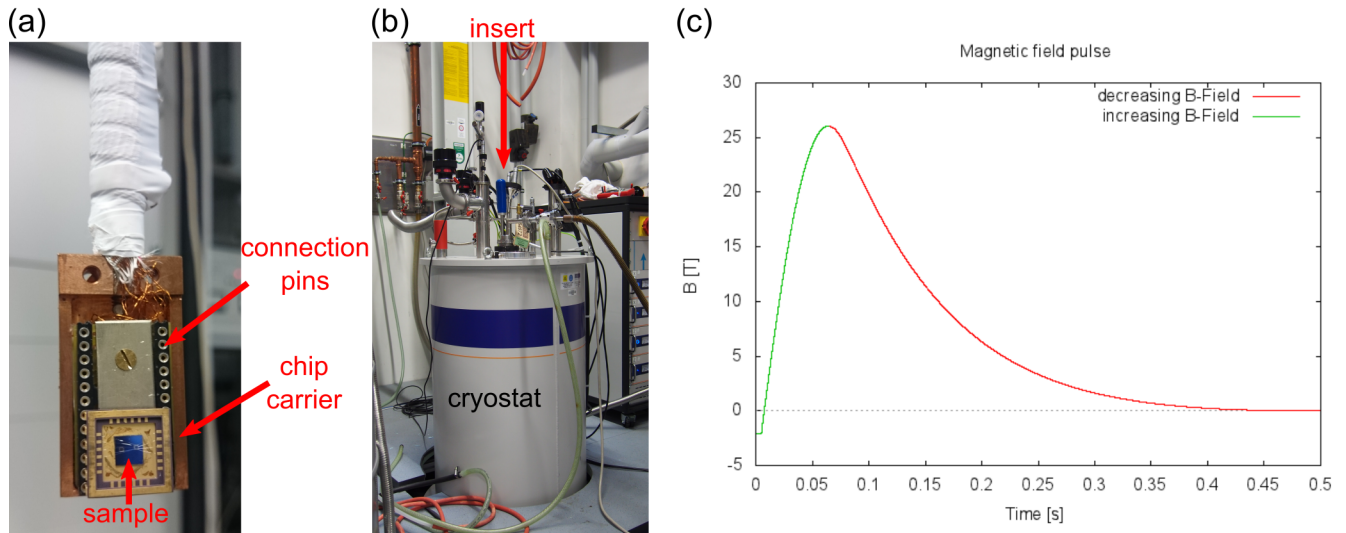 (a)
connection
pins
chip
carrier
sample
(b)
insert
cryostat
(c)
Magnetic field pulse
decreasing B-Field
increasing B-Field
B [T]
30
25
20
15
10
5
0
-5
0
0.05
0.1
0.15
0.2
0.25
0.3
0.35
0.4
0.45
0.5
Time [s]